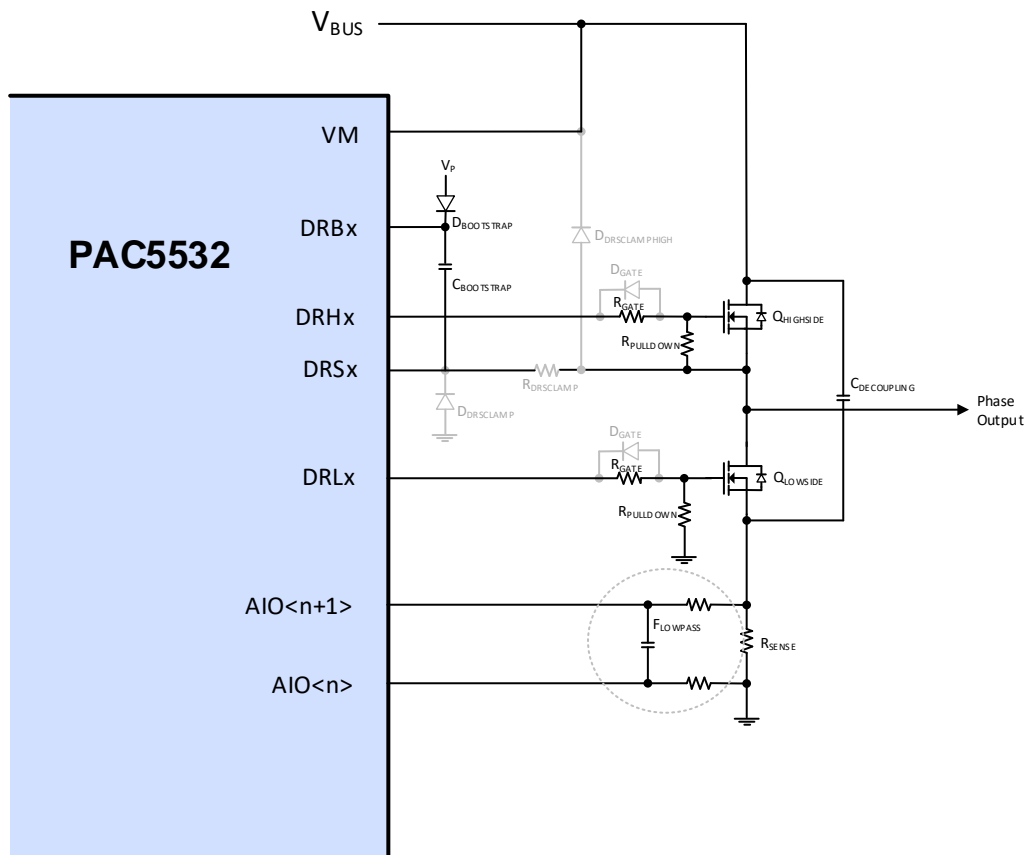 VBUS
VM
VP
DRBx
DBOOTSTRAP
DDRSCLAMPHIGH
PAC5532
CBOOTSTRAP
DGATE
DRHx
RGATE
QHIGHSIDE
RPULLDOWN
DRSx
RDRSCLAMP
CDECOUPLING
DDRSCLAMP
Phase
Output
DGATE
DRLx
RGATE
QLOWSIDE
RPULLDOWN
AIO<n+1>
FLOWPASS
RSENSE
AIO<n>